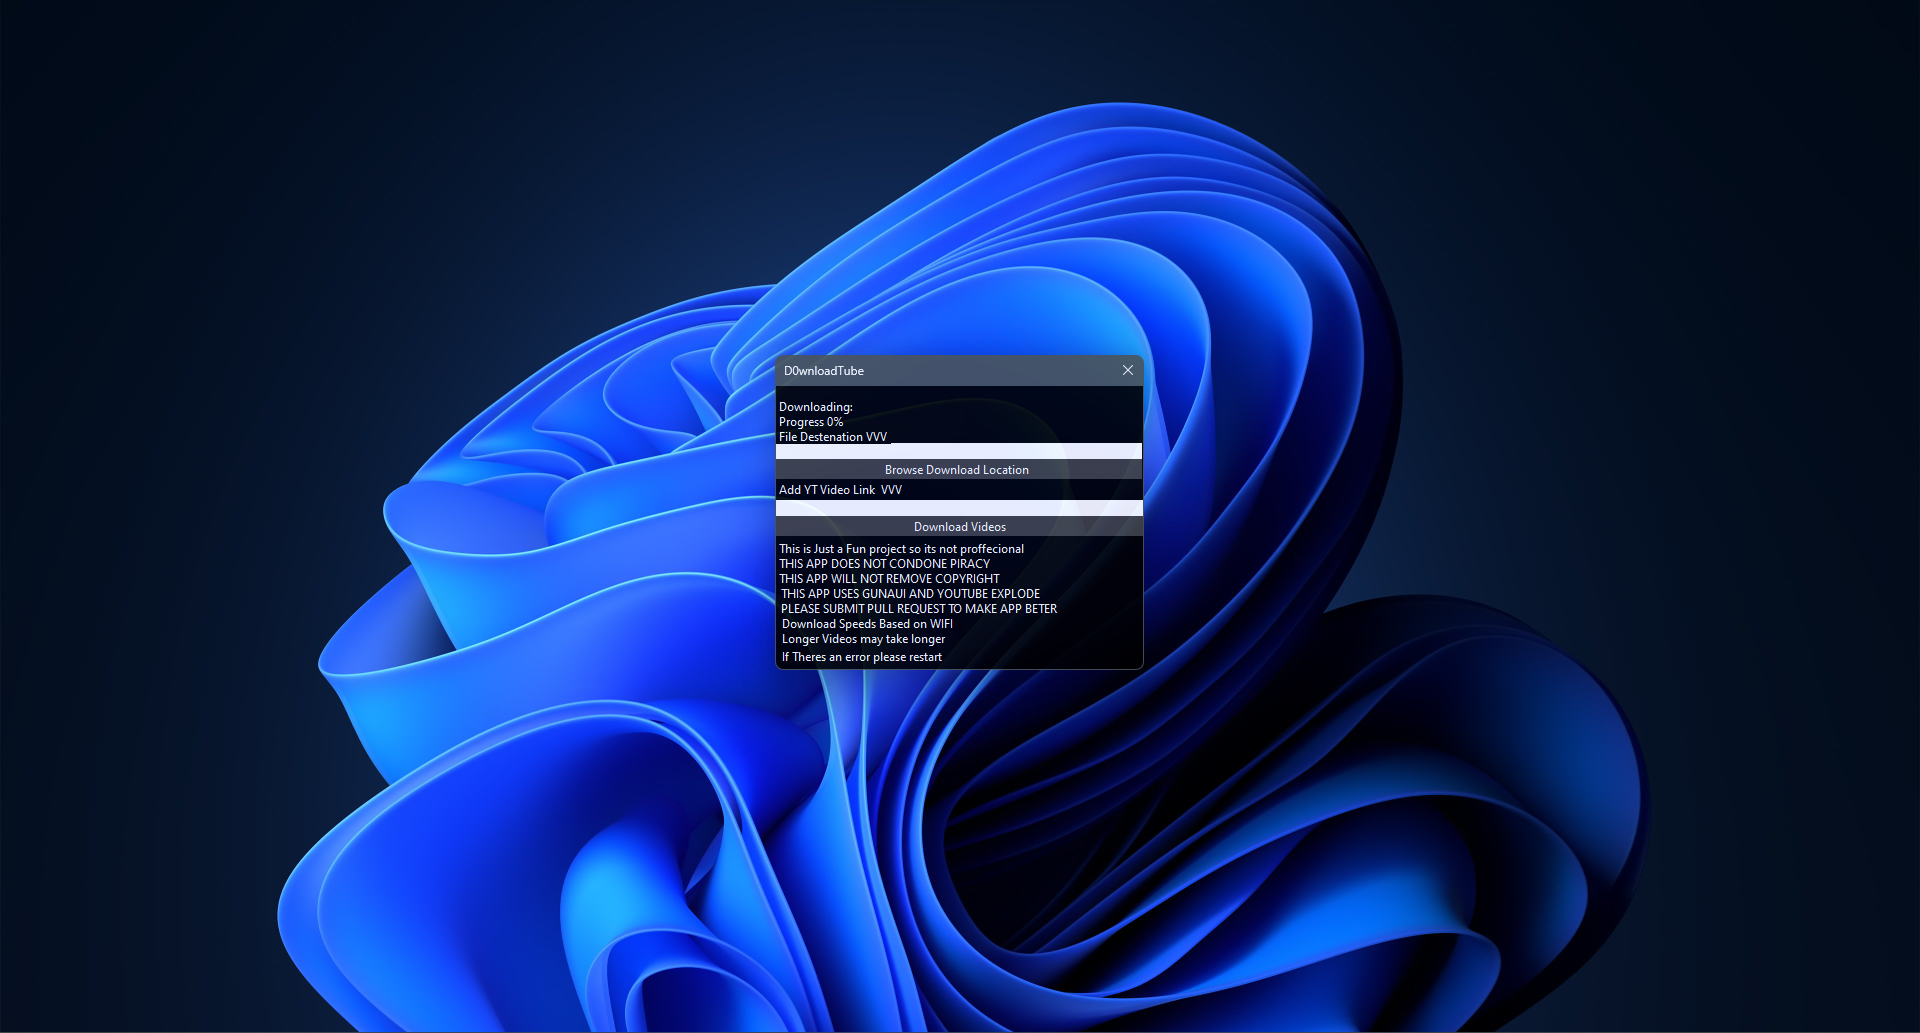 D0wnloadTube
Downloading:
Progress 0%
File Destenation VVV
Browse Download Location
Add YT Video Link  VVV
Download Videos
This is Just a Fun project so its not proffecional
THIS APP DOES NOT CONDONE PIRACY
THIS APP WILL NOT REMOVE COPYRIGHT
THIS APP USES GUNAUI AND YOUTUBE EXPLODE
PLEASE SUBMIT PULL REQUEST TO MAKE APP BETER
Download Speeds Based on WIFI
Longer Videos may take longer
If Theres an error please restart